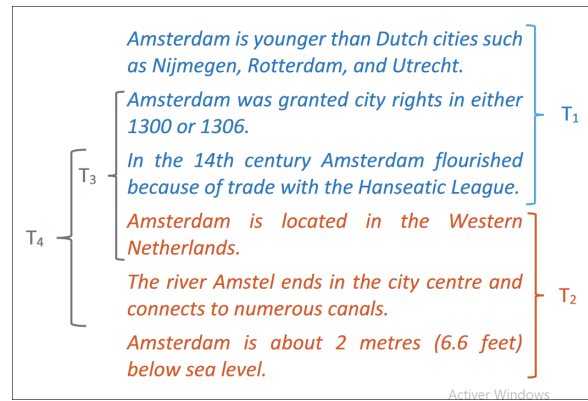 Amsterdam is younger than Dutch cities such
as Nijmegen, Rotterdam, and Utrecht.
Amsterdam was granted city rights in either
1300 or 1306.
T1
In the 14th century Amsterdam flourished
because of trade with the Hanseatic League.
T3
Amsterdam is located in the Western
Netherlands.
T4
The river Amstel ends in the city centre and
connects to numerous canals.
T2
Amsterdam is about 2 metres (6.6 feet)
below sea level.
Activer Windows